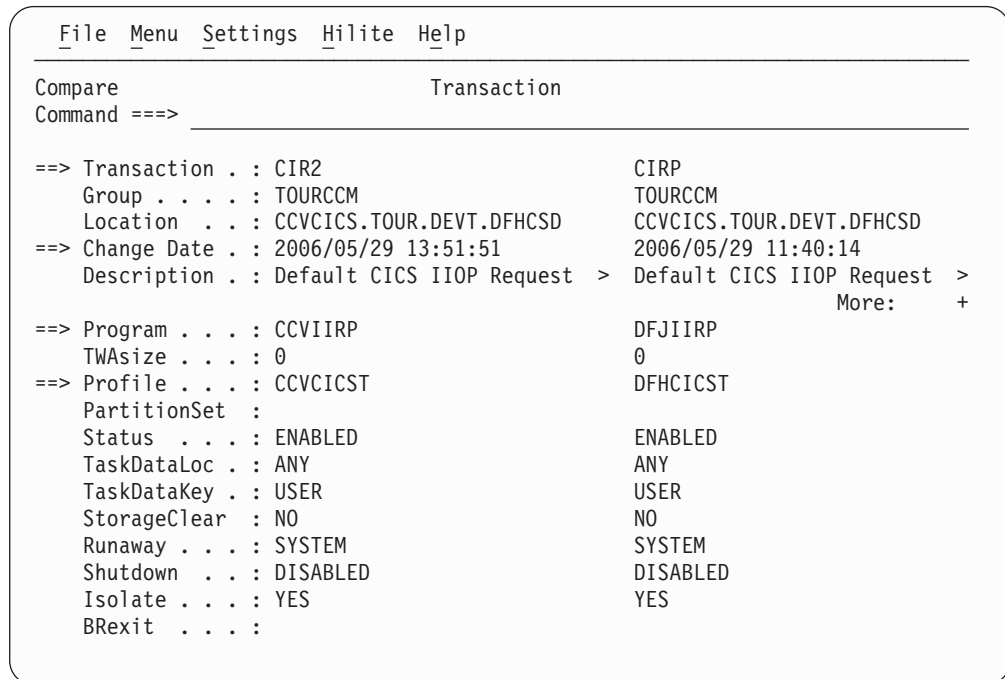 File Menu Settings Hilite Help
Compare Transaction
Command ===>
==> Transaction . : CIR2 CIRP
Group . . . . : TOURCCM TOURCCM
Location . . : CCVCICS.TOUR.DEVT.DFHCSD CCVCICS.TOUR.DEVT.DFHCSD
==> Change Date . : 2006/05/29 13:51:51 2006/05/29 11:40:14
Description . : Default CICS IIOP Request > Default CICS IIOP Request >
More: +
==> Program . . . : CCVIIRP DFJIIRP
TWAsize . . . : 0 0
==> Profile . . . : CCVCICST DFHCICST
PartitionSet :
Status . . . : ENABLED ENABLED
TaskDataLoc . : ANY ANY
TaskDataKey . : USER USER
StorageClear : NO NO
Runaway . . . : SYSTEM SYSTEM
Shutdown . . : DISABLED DISABLED
Isolate . . . : YES YES
BRexit . . . :